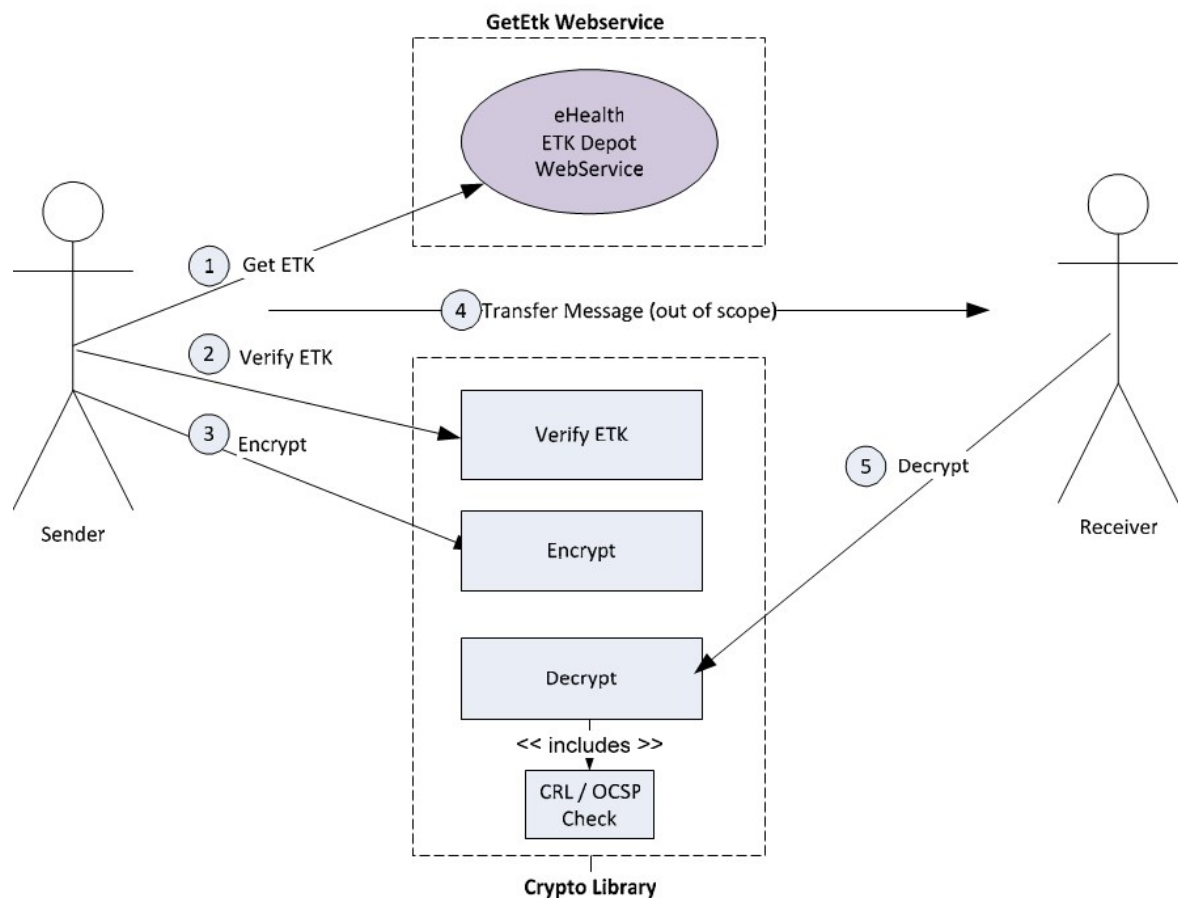 GetEtk Webservice
eHealth
ETK Depot
WebService
1 Get ETK
4 Transfer Message (out of scope)
2 Verify ETK
Verify ETK
3 Encrypt
5 Decrypt
Sender
Receiver
Encrypt
Decrypt
<< includes >>
CRL / OCSP
Check
Crypto Library